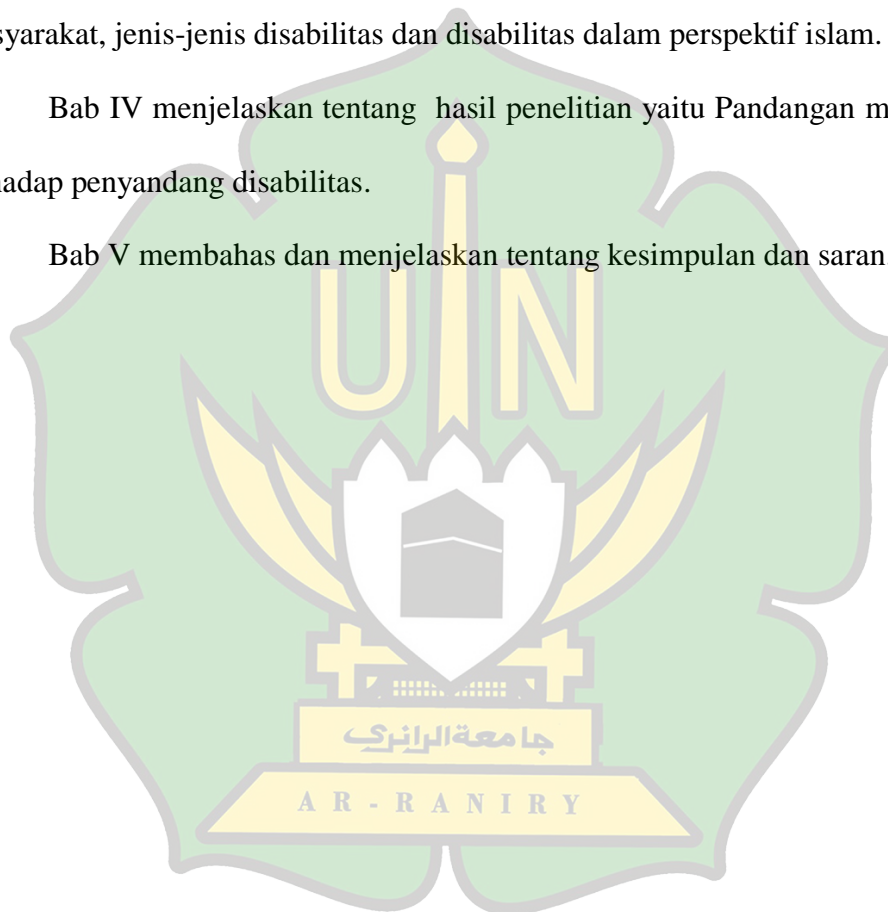 syarakat, jenis-jenis disabilitas dan disabilitas dalam perspektif islam.
Bab IV menjelaskan tentang hasil penelitian yaitu Pandangan m
hadap penyandang disabilitas.
Bab V membahas dan menjelaskan tentang kesimpulan dan saran.
UIN
جامعة الرانري
AR-RANIRY